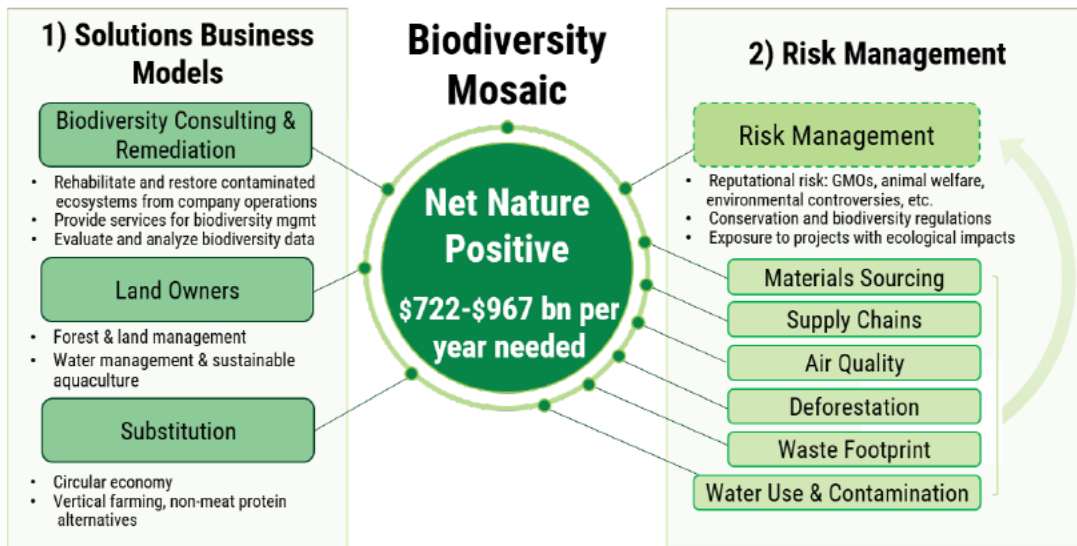 1) Solutions Business
Models
Biodiversity Consulting &
Remediation
• Rehabilitate and restore contaminated
ecosystems from company operations
• Provide services for biodiversity mgmt
• Evaluate and analyze biodiversity data
Land Owners
• Forest & land management
• Water management & sustainable
aquaculture
Substitution
• Circular economy
• Vertical farming, non-meat protein
alternatives
Biodiversity
Mosaic
Net Nature
Positive
$722-$967 bn per
year needed
2) Risk Management
Risk Management
• Reputational risk: GMOs, animal welfare,
environmental controversies, etc.
• Conservation and biodiversity regulations
• Exposure to projects with ecological impacts
Materials Sourcing
Supply Chains
Air Quality
Deforestation
Waste Footprint
Water Use & Contamination